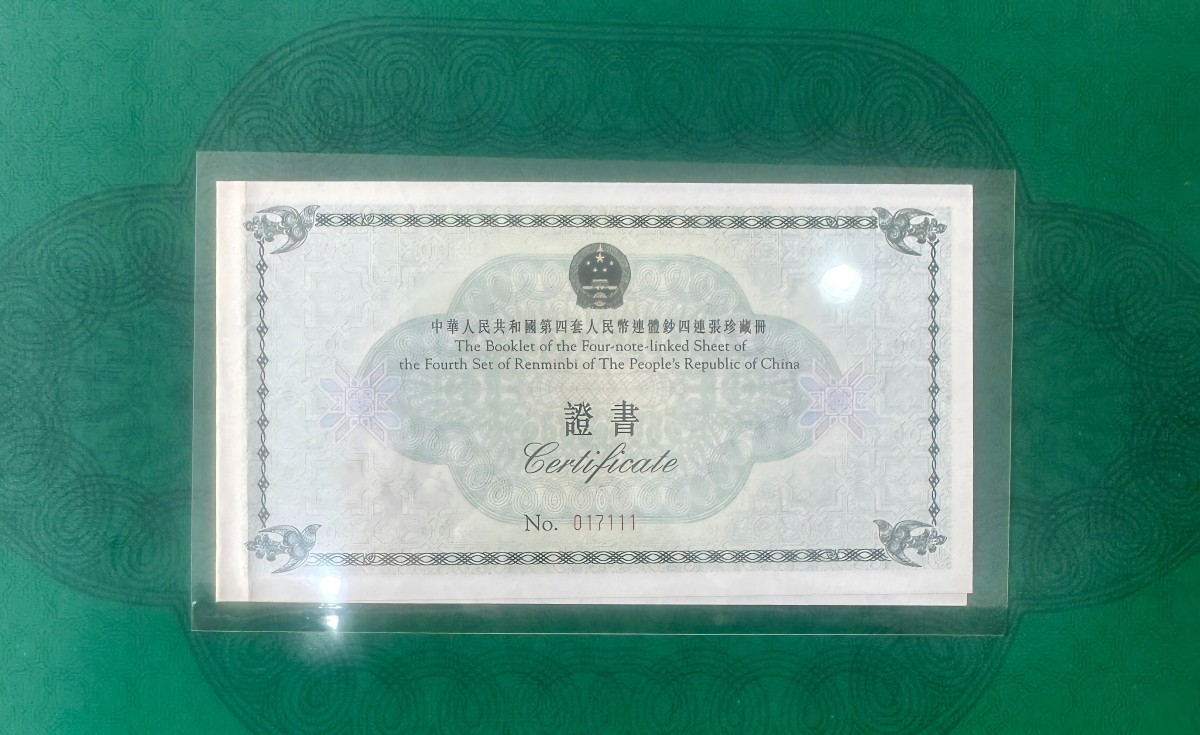 中華人民共和國第四套人民幣連體鈔四連張珍藏冊
The Booklet of the Four-note-linked Sheet of
the Fourth Set of Renminbi of The People's Republic of China
證書
Certificate
No. 017111